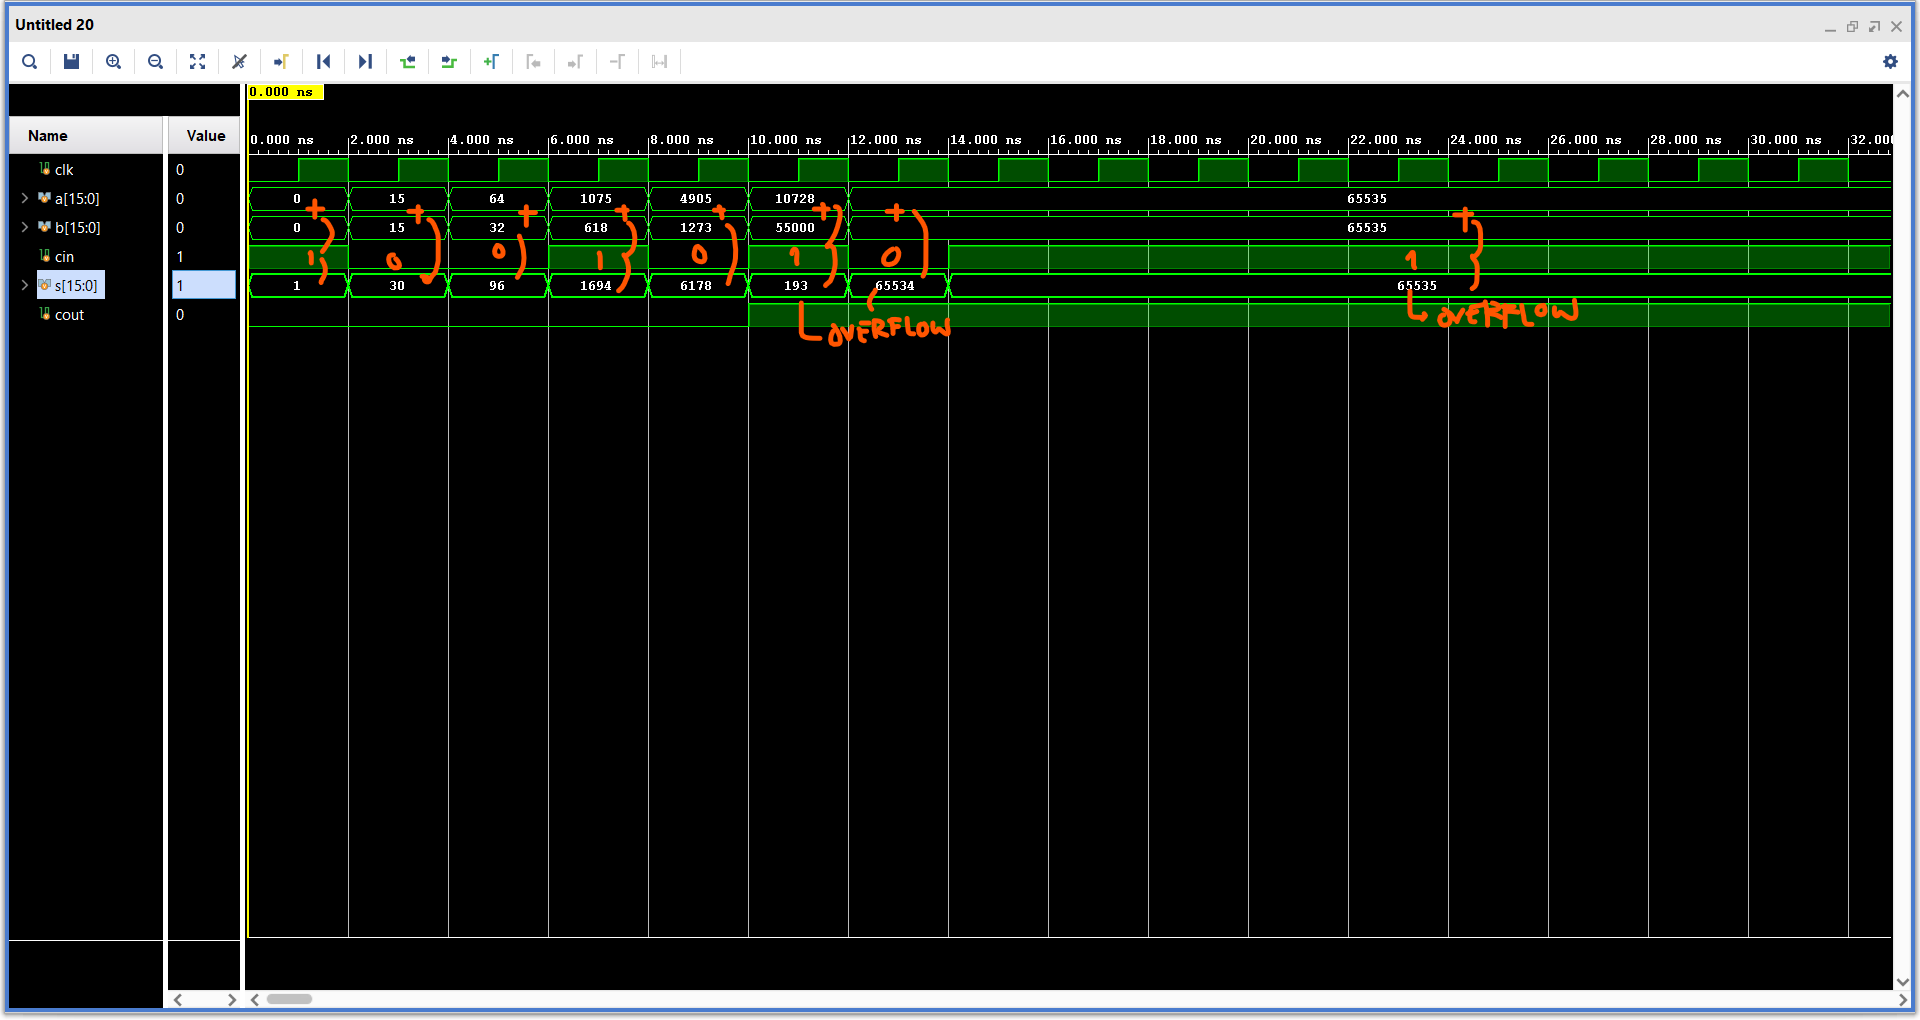 Untitled 20
0.000 ns
Name Value
0.000 ns 2.000 ns 4.000 ns 6.000 ns 8.000 ns 10.000 ns 12.000 ns 14.000 ns 16.000 ns 18.000 ns 20.000 ns 22.000 ns 24.000 ns 26.000 ns 28.000 ns 30.000 ns 32.000
clk 0
a[15:0] 0 0 15 64 1075 4905 10728 65535
+ + + + + + + +
b[15:0] 0 0 15 32 618 1273 55000 65535
cin 1 1 0 0 1 0 1 0 1
s[15:0] 1 1 30 96 1694 6178 193 65534 65535
cout 0
OVERFLOW OVERFLOW